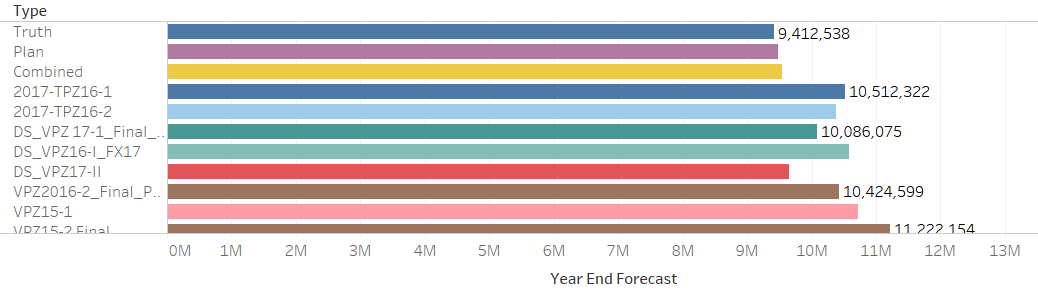 Type
Truth 9,412,538
Plan
Combined
2017-TPZ16-1 10,512,322
2017-TPZ16-2
DS_VPZ 17-1_Final_.. 10,086,075
DS_VPZ16-I_FX17
DS_VPZ17-II
VPZ2016-2_Final_P.. 10,424,599
VPZ15-1
VPZ15-2 Final 11,222,154
0M 1M 2M 3M 4M 5M 6M 7M 8M 9M 10M 11M 12M 13M
Year End Forecast